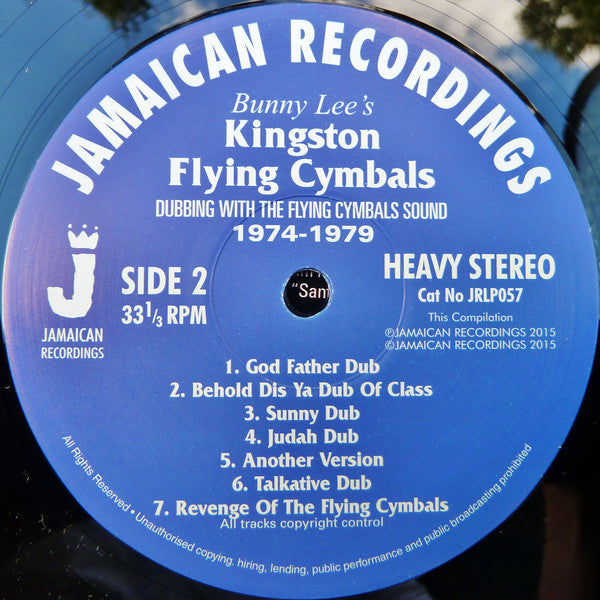 JAMAICAN RECORDINGS
Bunny Lee's
Kingston
Flying Cymbals
DUBBING WITH THE FLYING CYMBALS SOUND
1974-1979
J
JAMAICAN
RECORDINGS
SIDE 2
33 1/3 RPM
HEAVY STEREO
Cat No JRLP057
This Compilation
℗JAMAICAN RECORDINGS 2015
©JAMAICAN RECORDINGS 2015
1. God Father Dub
2. Behold Dis Ya Dub Of Class
3. Sunny Dub
4. Judah Dub
5. Another Version
6. Talkative Dub
7. Revenge Of The Flying Cymbals
All tracks copyright control
All Rights Reserved • Unauthorised copying, hiring, lending, public performance and public broadcasting prohibited